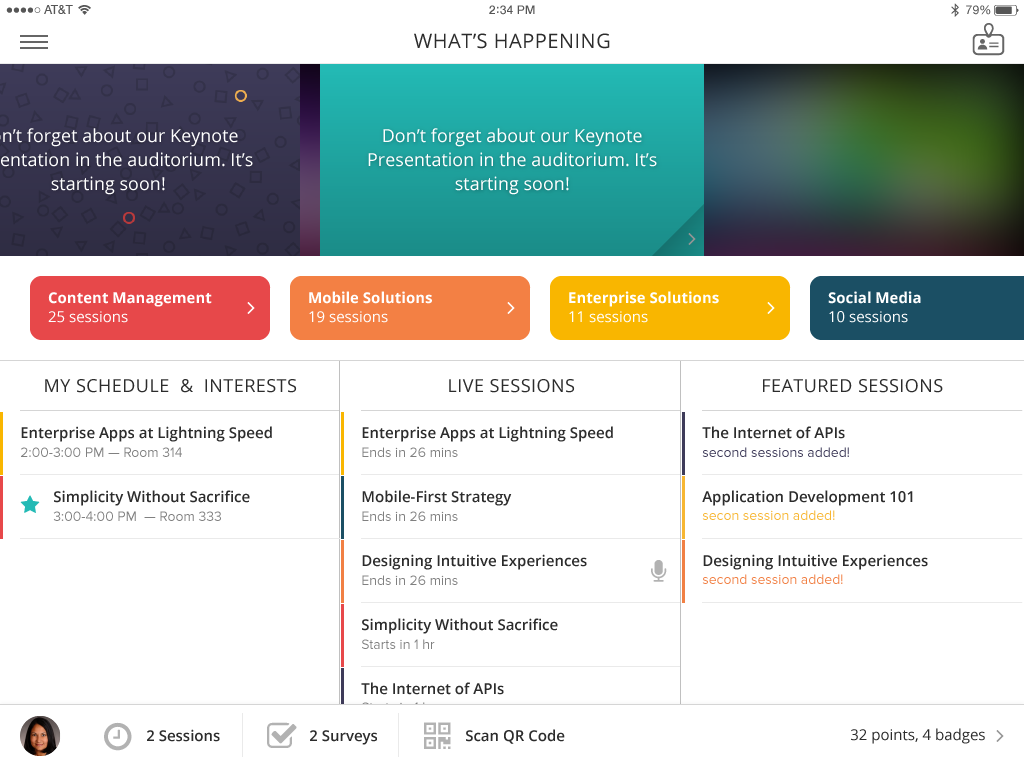 AT&T
2:34 PM
79%
WHAT'S HAPPENING
n't forget about our Keynote
entation in the auditorium. It's
starting soon!
Don't forget about our Keynote
Presentation in the auditorium. It's
starting soon!
Content Management
25 sessions
Mobile Solutions
19 sessions
Enterprise Solutions
11 sessions
Social Media
10 sessions
MY SCHEDULE & INTERESTS
Enterprise Apps at Lightning Speed
2:00-3:00 PM — Room 314
Simplicity Without Sacrifice
3:00-4:00 PM — Room 333
LIVE SESSIONS
Enterprise Apps at Lightning Speed
Ends in 26 mins
Mobile-First Strategy
Ends in 26 mins
Designing Intuitive Experiences
Ends in 26 mins
Simplicity Without Sacrifice
Starts in 1 hr
The Internet of APIs
FEATURED SESSIONS
The Internet of APIs
second sessions added!
Application Development 101
secon session added!
Designing Intuitive Experiences
second session added!
2 Sessions
2 Surveys
Scan QR Code
32 points, 4 badges